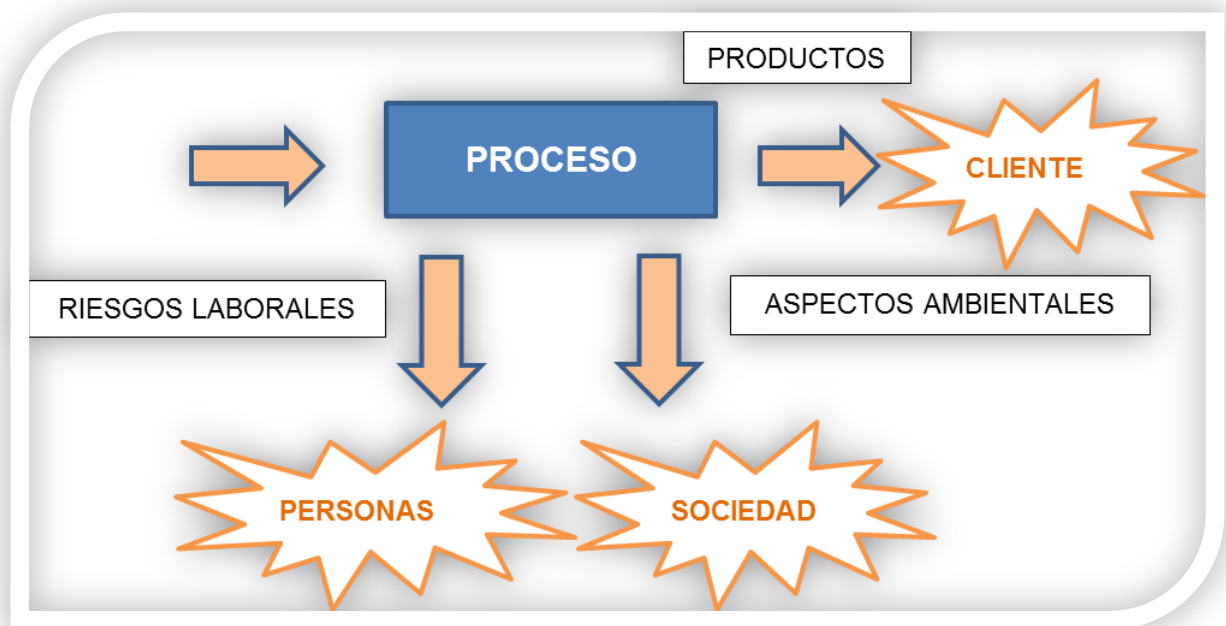 PRODUCTOS
PROCESO
CLIENTE
RIESGOS LABORALES
ASPECTOS AMBIENTALES
PERSONAS
SOCIEDAD